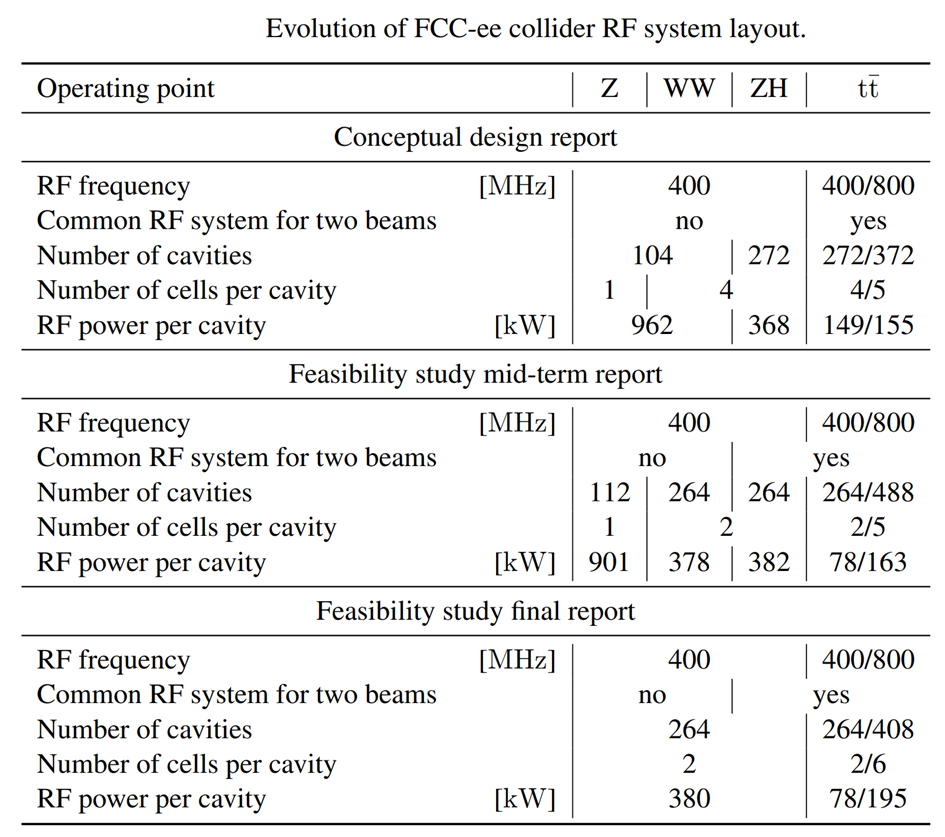 Evolution of FCC-ee collider RF system layout.
Operating point Z WW ZH tt̄
Conceptual design report
RF frequency [MHz] 400 400/800
Common RF system for two beams no yes
Number of cavities 104 272 272/372
Number of cells per cavity 1 4 4/5
RF power per cavity [kW] 962 368 149/155
Feasibility study mid-term report
RF frequency [MHz] 400 400/800
Common RF system for two beams no yes
Number of cavities 112 264 264 264/488
Number of cells per cavity 1 2 2/5
RF power per cavity [kW] 901 378 382 78/163
Feasibility study final report
RF frequency [MHz] 400 400/800
Common RF system for two beams no yes
Number of cavities 264 264/408
Number of cells per cavity 2 2/6
RF power per cavity [kW] 380 78/195